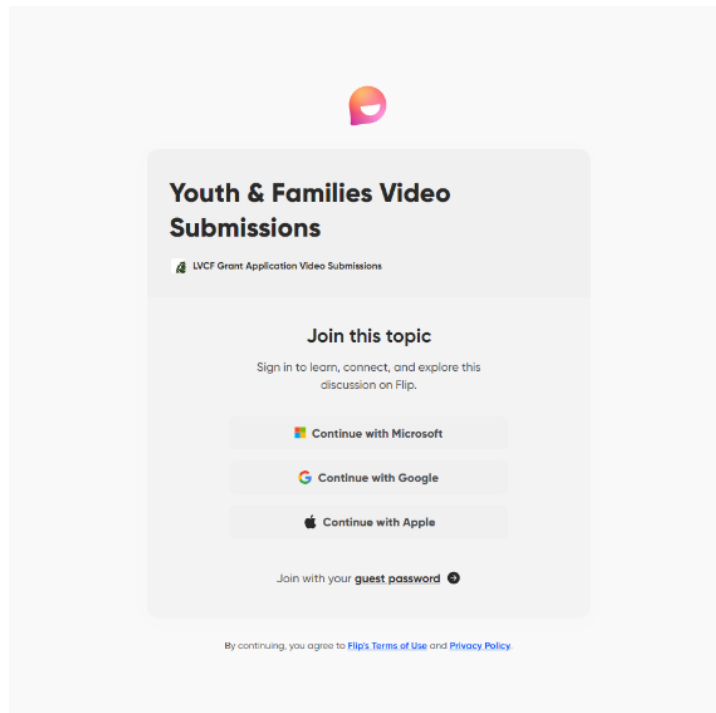 Youth & Families Video
Submissions
LVCF Grant Application Video Submissions
Join this topic
Sign in to learn, connect, and explore this
discussion on Flip.
Continue with Microsoft
Continue with Google
Continue with Apple
Join with your guest password
By continuing, you agree to Flip's Terms of Use and Privacy Policy.